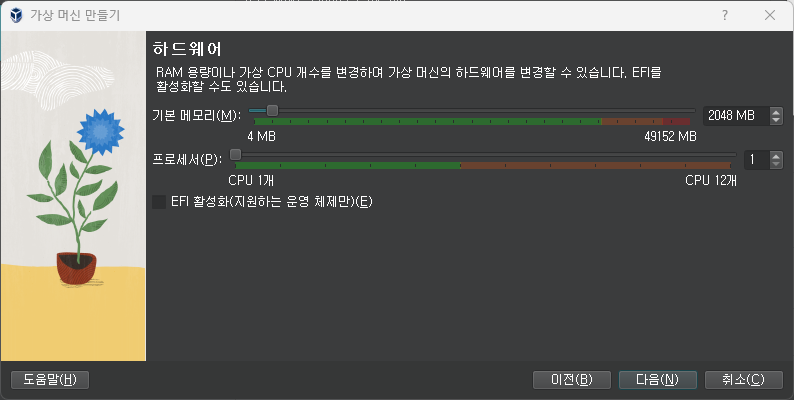 가상 머신 만들기
하드웨어
RAM 용량이나 가상 CPU 개수를 변경하여 가상 머신의 하드웨어를 변경할 수 있습니다. EFI를
활성화할 수도 있습니다.
기본 메모리(M): 2048 MB
4 MB 49152 MB
프로세서(P): 1
CPU 1개 CPU 12개
EFI 활성화(지원하는 운영 체제만)(E)
도움말(H) 이전(B) 다음(N) 취소(C)